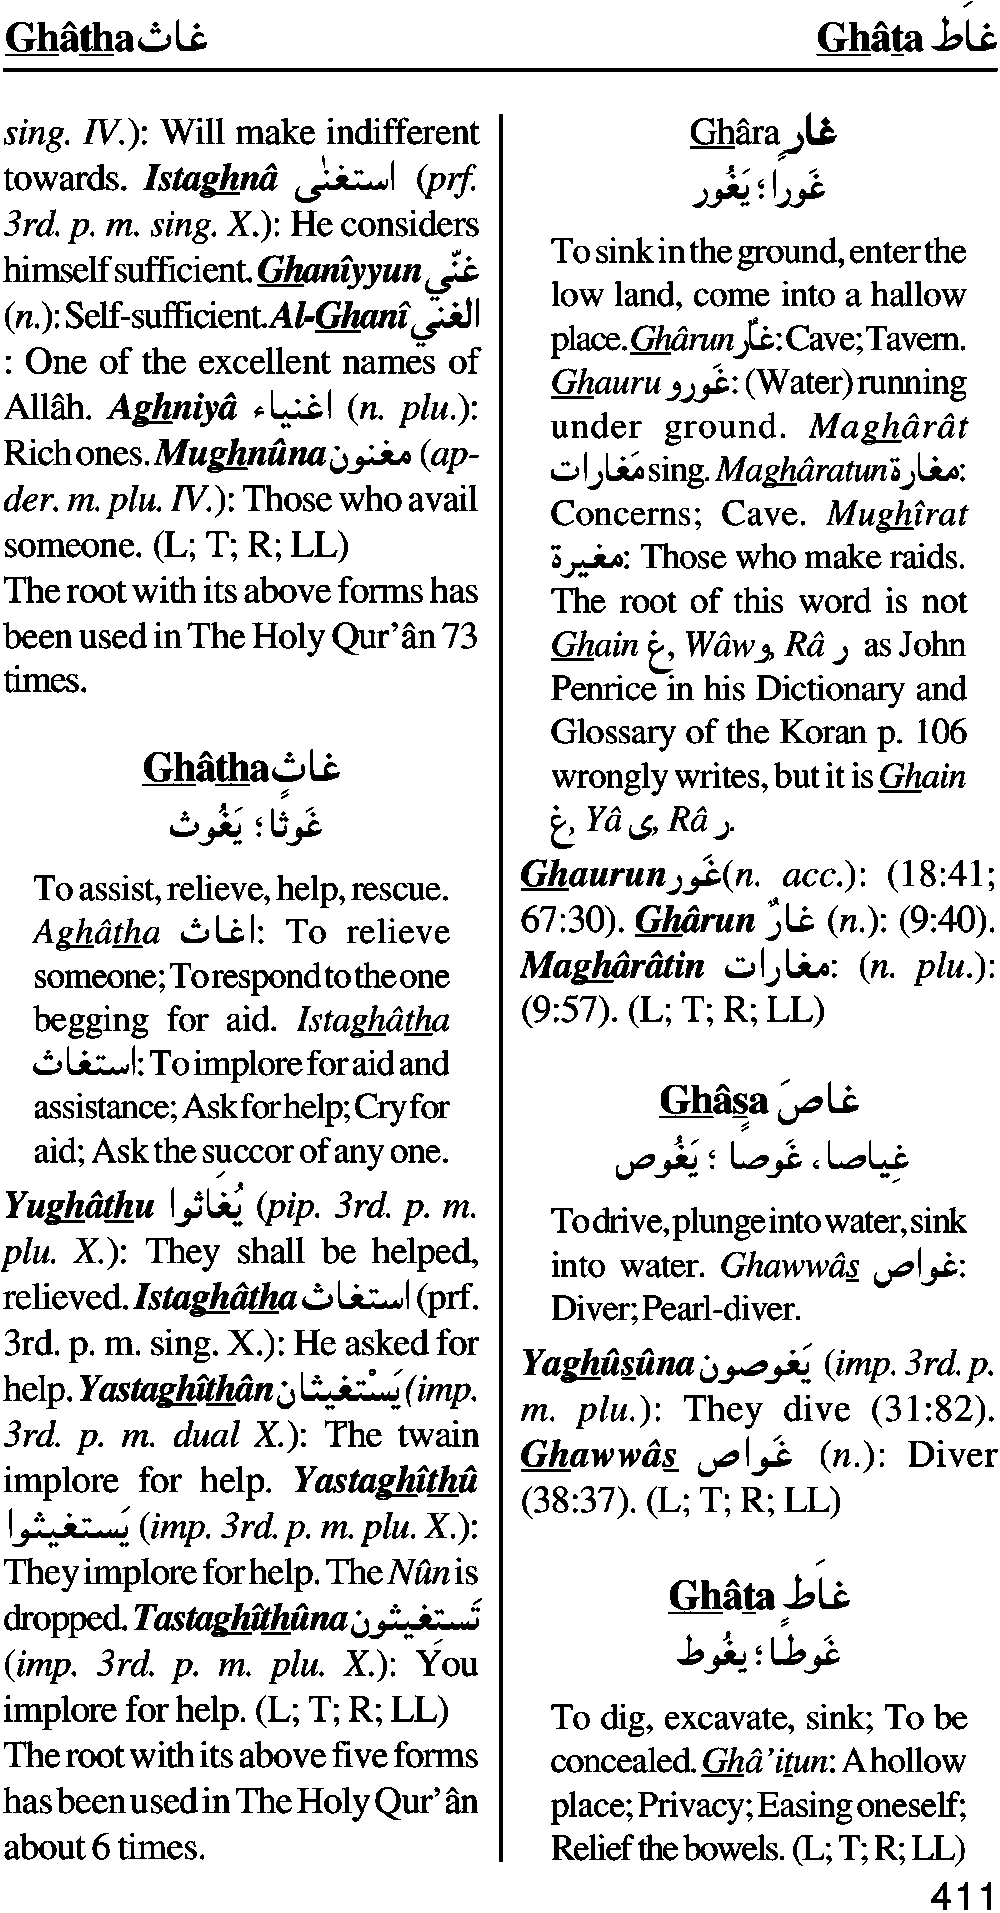 Ghâtha غاث
Ghâta غاَط
sing. IV.): Will make indifferent
towards. Istaghnâ استغنٰى (prf.
3rd. p. m. sing. X.): He considers
himself sufficient. Ghanîyyun غنّي
(n.): Self-sufficient. Al-Ghanî الغنّي
: One of the excellent names of
Allâh. Aghniyâ اغنياء (n. plu.):
Rich ones. Mughnûna مغنون (ap-
der. m. plu. IV.): Those who avail
someone. (L; T; R; LL)
The root with its above forms has
been used in The Holy Qur'ân 73
times.
Ghâtha غاثٍ
غَوثًا؛ يَغُوث
To assist, relieve, help, rescue.
Aghâtha اغاث: To relieve
someone; To respond to the one
begging for aid. Istaghâtha
استغاث: To implore for aid and
assistance; Ask for help; Cry for
aid; Ask the succor of any one.
Yughâthu يُغاثوا (pip. 3rd. p. m.
plu. X.): They shall be helped,
relieved. Istaghâtha استغاث (prf.
3rd. p. m. sing. X.): He asked for
help. Yastaghîthân يَستْغيثان (imp.
3rd. p. m. dual X.): The twain
implore for help. Yastaghîthû
يَستغيثوا (imp. 3rd. p. m. plu. X.):
They implore for help. The Nûn is
dropped. Tastaghîthûna تَستغيثون
(imp. 3rd. p. m. plu. X.): You
implore for help. (L; T; R; LL)
The root with its above five forms
has been used in The Holy Qur'ân
about 6 times.
Ghâra غارٍ
غَورا؛ يَغُور
To sink in the ground, enter the
low land, come into a hallow
place. Ghârun غارٌ: Cave; Tavern.
Ghauru غَورو: (Water) running
under ground. Maghârât
مَغارات sing. Maghâratun مغارة:
Concerns; Cave. Mughîrat
مغيرة: Those who make raids.
The root of this word is not
Ghain غ, Wâw و, Râ ر as John
Penrice in his Dictionary and
Glossary of the Koran p. 106
wrongly writes, but it is Ghain
غ, Yâ ى, Râ ر.
Ghaurun غَور (n. acc.): (18:41;
67:30). Ghârun غارٌ (n.): (9:40).
Maghârâtin مغارات: (n. plu.):
(9:57). (L; T; R; LL)
Ghâsa غاصَ
غِياصا، غَوصا ؛ يَغُوص
To drive, plunge into water, sink
into water. Ghawwâs غواص:
Diver; Pearl-diver.
Yaghûsûna يَغوصون (imp. 3rd. p.
m. plu.): They dive (31:82).
Ghawwâs غَواص (n.): Diver
(38:37). (L; T; R; LL)
Ghâta غاَطٍ
غَوطا؛ يغُوط
To dig, excavate, sink; To be
concealed. Ghâ'itun: A hollow
place; Privacy; Easing oneself;
Relief the bowels. (L; T; R; LL)
411